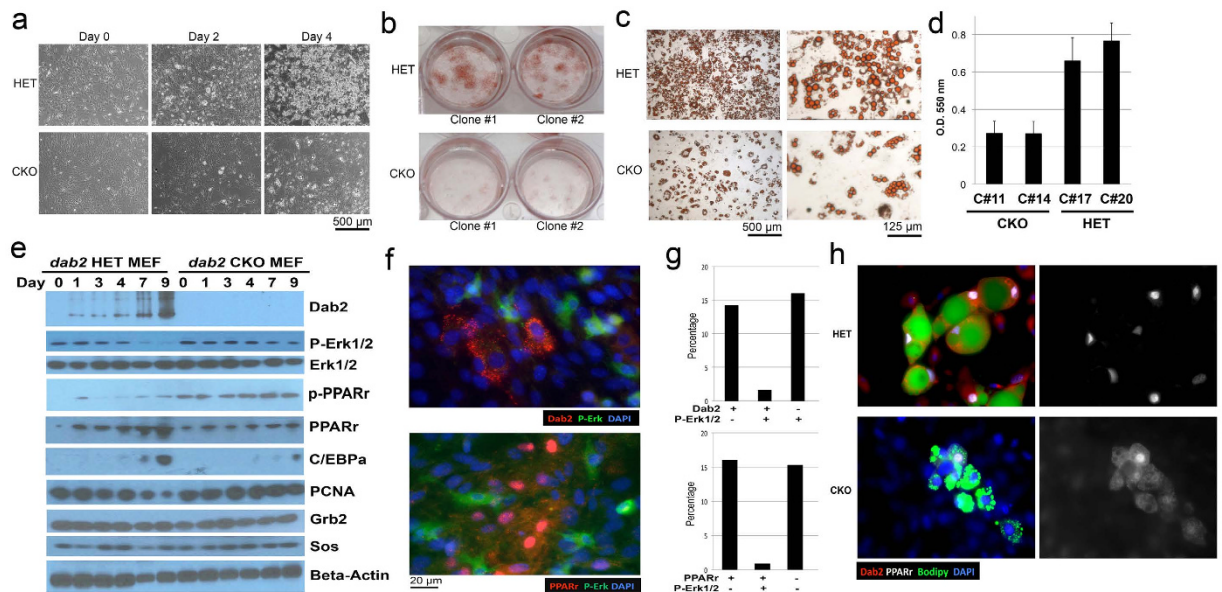 a
Day 0
Day 2
Day 4
HET
CKO
500 µm
b
HET
Clone #1
Clone #2
CKO
Clone #1
Clone #2
c
HET
CKO
500 µm
125 µm
d
O.D. 550 nm
0.8
0.6
0.4
0.2
0
C#11
C#14
C#17
C#20
CKO
HET
e
dab2 HET MEF
dab2 CKO MEF
Day
0 1 3 4 7 9
0 1 3 4 7 9
Dab2
P-Erk1/2
Erk1/2
p-PPARr
PPARr
C/EBPa
PCNA
Grb2
Sos
Beta-Actin
f
Dab2 P-Erk DAPI
PPARr P-Erk DAPI
20 µm
g
Percentage
20
15
10
5
0
Dab2 + + -
P-Erk1/2 - + +
Percentage
20
15
10
5
0
PPARr + + -
P-Erk1/2 - + +
h
HET
CKO
Dab2 PPARr Bodipy DAPI